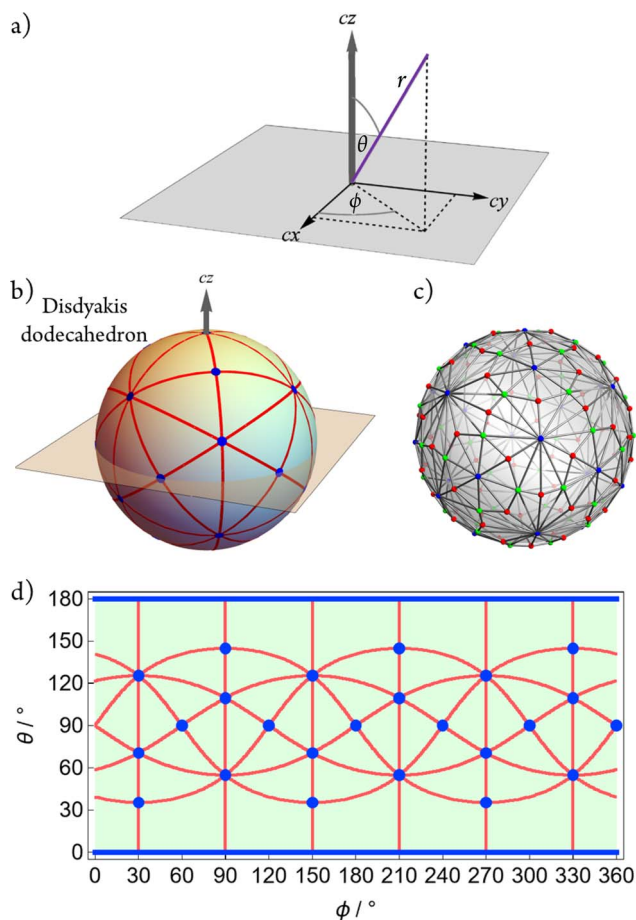 a)
cz
r
θ
ϕ
cy
cx
b)
Disdyakis
dodecahedron
cz
c)
d)
180
150
120
90
60
30
0
θ / °
0 30 60 90 120 150 180 210 240 270 300 330 360
ϕ / °